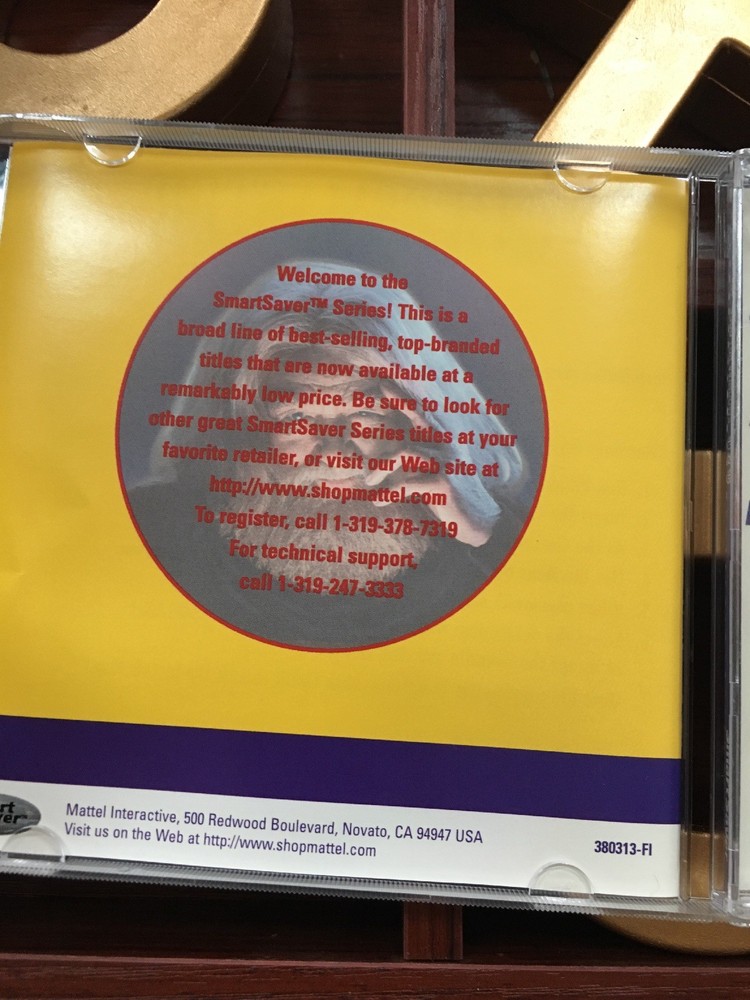 Welcome to the
SmartSaver™ Series! This is a
broad line of best-selling, top-branded
titles that are now available at a
remarkably low price. Be sure to look for
other great SmartSaver Series titles at your
favorite retailer, or visit our Web site at
http://www.shopmattel.com
To register, call 1-319-378-7319
For technical support,
call 1-319-247-3333
Mattel Interactive, 500 Redwood Boulevard, Novato, CA 94947 USA
Visit us on the Web at http://www.shopmattel.com
380313-FI